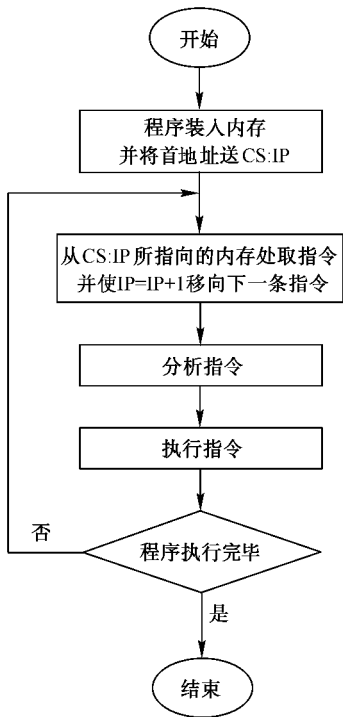 开始
程序装入内存
并将首地址送CS:IP
从CS:IP所指向的内存处取指令
并使IP=IP+1移向下一条指令
分析指令
执行指令
程序执行完毕
否
是
结束